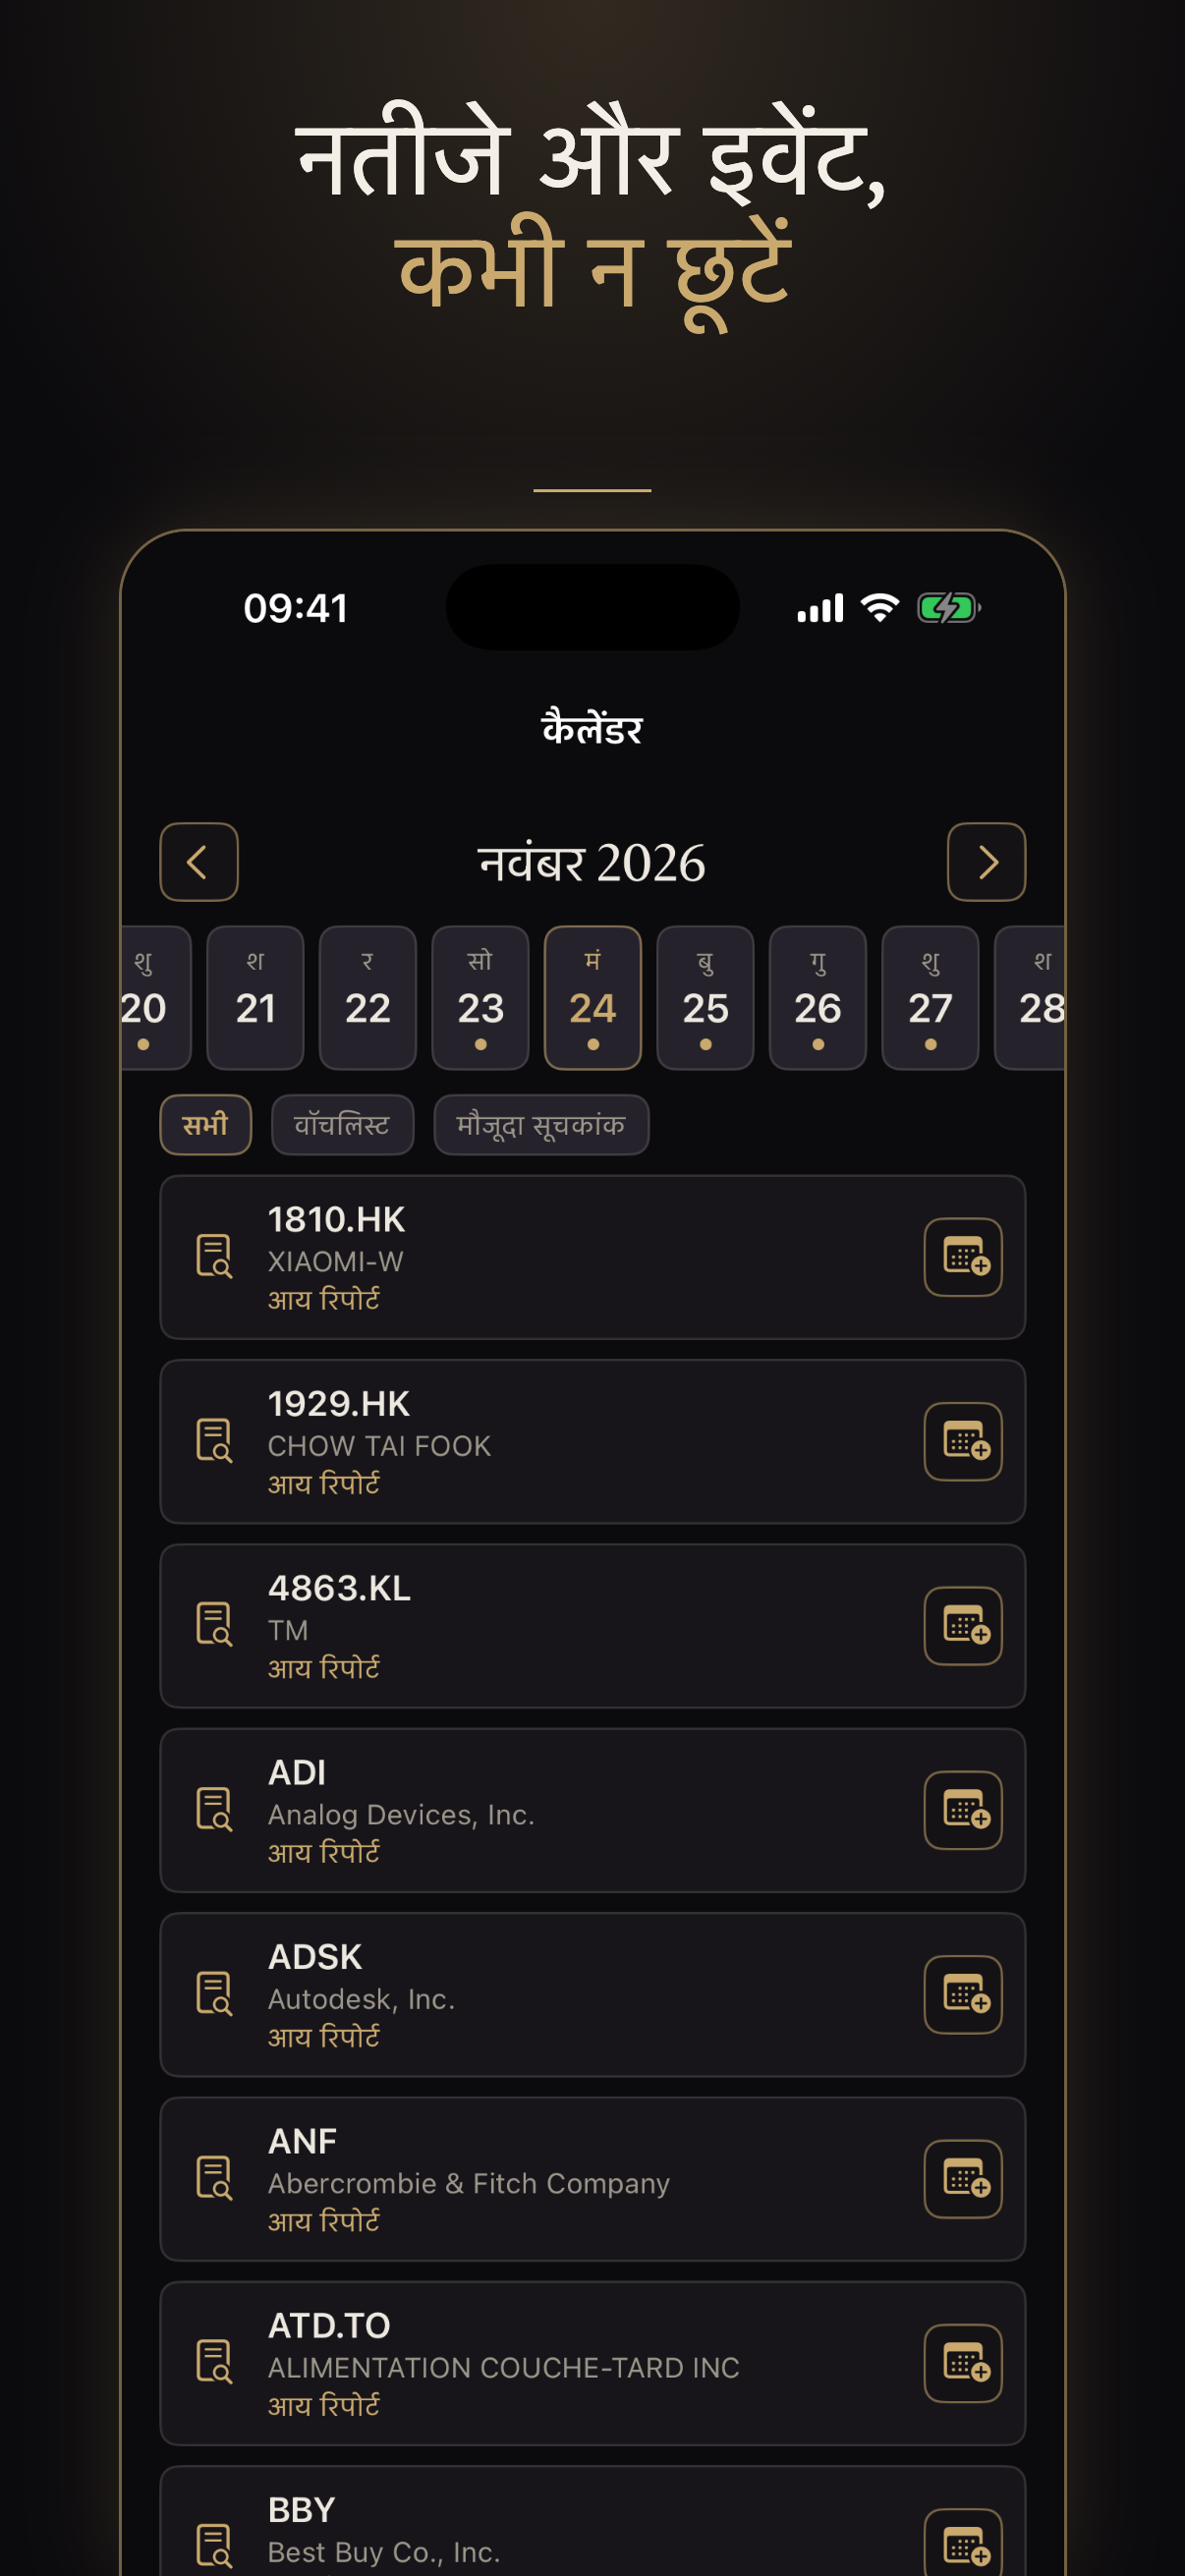 नतीजे और इवेंट,
कभी न छूटें
09:41
कैलेंडर
नवंबर 2026
शु श र सो मं बु गु शु श
20 21 22 23 24 25 26 27 28
सभी वॉचलिस्ट मौजूदा सूचकांक
1810.HK
XIAOMI-W
आय रिपोर्ट
1929.HK
CHOW TAI FOOK
आय रिपोर्ट
4863.KL
TM
आय रिपोर्ट
ADI
Analog Devices, Inc.
आय रिपोर्ट
ADSK
Autodesk, Inc.
आय रिपोर्ट
ANF
Abercrombie & Fitch Company
आय रिपोर्ट
ATD.TO
ALIMENTATION COUCHE-TARD INC
आय रिपोर्ट
BBY
Best Buy Co., Inc.